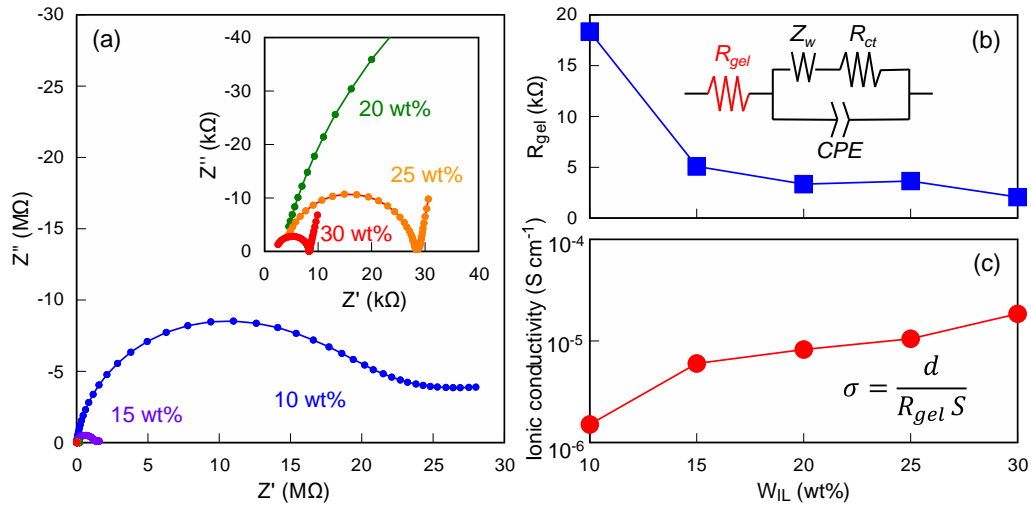 (a)
-30
-25
-20
-15
-10
-5
0
Z'' (MΩ)
0 5 10 15 20 25 30
Z' (MΩ)
10 wt%
15 wt%
-40
-30
-20
-10
0
Z'' (kΩ)
0 10 20 30 40
Z' (kΩ)
20 wt%
25 wt%
30 wt%
(b)
20
15
10
5
0
R_gel (kΩ)
R_gel
Z_w
R_ct
CPE
(c)
10^-4
10^-5
10^-6
Ionic conductivity (S cm^-1)
σ = d / R_gel S
10 15 20 25 30
W_IL (wt%)